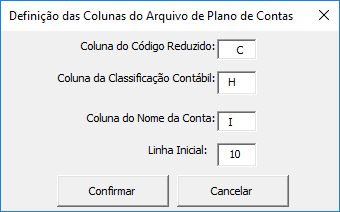 Definição das Colunas do Arquivo de Plano de Contas
Coluna do Código Reduzido: C
Coluna da Classificação Contábil: H
Coluna do Nome da Conta: I
Linha Inicial: 10
Confirmar Cancelar